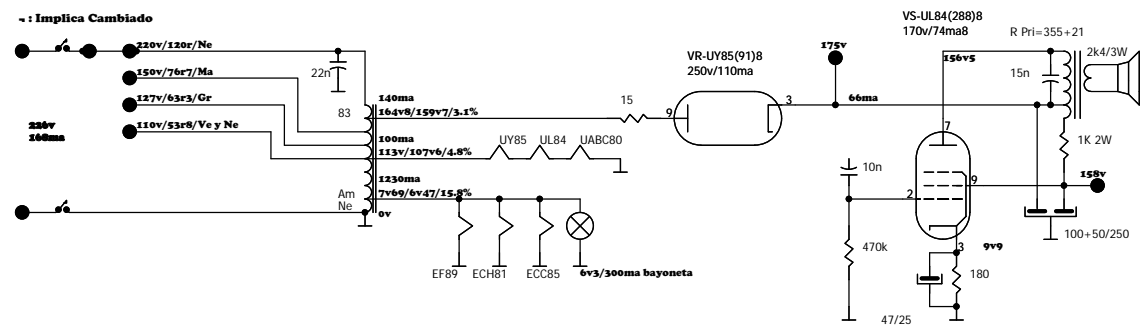 ¬ : Implica Cambiado
220v/120r/Ne
150v/76r7/Ma
127v/63r3/Gr
110v/53r8/Ve y Ne
226v
168ma
22n
83
140ma
164v8/159v7/3.1%
100ma
113v/107v6/4.8%
1230ma
7v69/6v47/15.8%
0v
Am
Ne
UY85
UL84
UABC80
EF89
ECH81
ECC85
6v3/300ma bayoneta
15
VR-UY85(91)8
250v/110ma
9
3
175v
66ma
VS-UL84(288)8
170v/74ma8
156v5
R Pri=355+21
2k4/3W
15n
7
9
2
3
10n
470k
1K 2W
158v
100+50/250
9v9
180
47/25